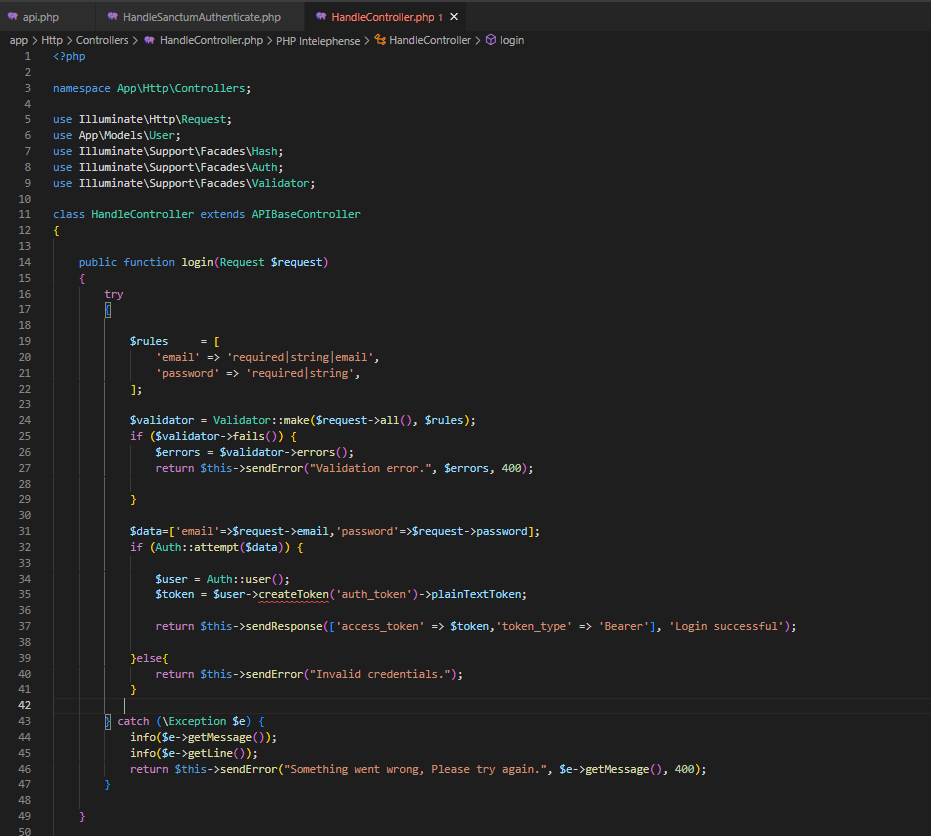 api.php HandleSanctumAuthenticate.php HandleController.php 1 ×
app > Http > Controllers > HandleController.php > PHP Intelephense > HandleController > login
1 <?php
2
3 namespace App\Http\Controllers;
4
5 use Illuminate\Http\Request;
6 use App\Models\User;
7 use Illuminate\Support\Facades\Hash;
8 use Illuminate\Support\Facades\Auth;
9 use Illuminate\Support\Facades\Validator;
10
11 class HandleController extends APIBaseController
12 {
13
14     public function login(Request $request)
15     {
16         try
17         {
18
19             $rules     = [
20                 'email' => 'required|string|email',
21                 'password' => 'required|string',
22             ];
23
24             $validator = Validator::make($request->all(), $rules);
25             if ($validator->fails()) {
26                 $errors = $validator->errors();
27                 return $this->sendError("Validation error.", $errors, 400);
28
29             }
30
31             $data=['email'=>$request->email,'password'=>$request->password];
32             if (Auth::attempt($data)) {
33
34                 $user = Auth::user();
35                 $token = $user->createToken('auth_token')->plainTextToken;
36
37                 return $this->sendResponse(['access_token' => $token,'token_type' => 'Bearer'], 'Login successful');
38
39             }else{
40                 return $this->sendError("Invalid credentials.");
41             }
42
43         } catch (\Exception $e) {
44             info($e->getMessage());
45             info($e->getLine());
46             return $this->sendError("Something went wrong, Please try again.", $e->getMessage(), 400);
47         }
48
49     }
50